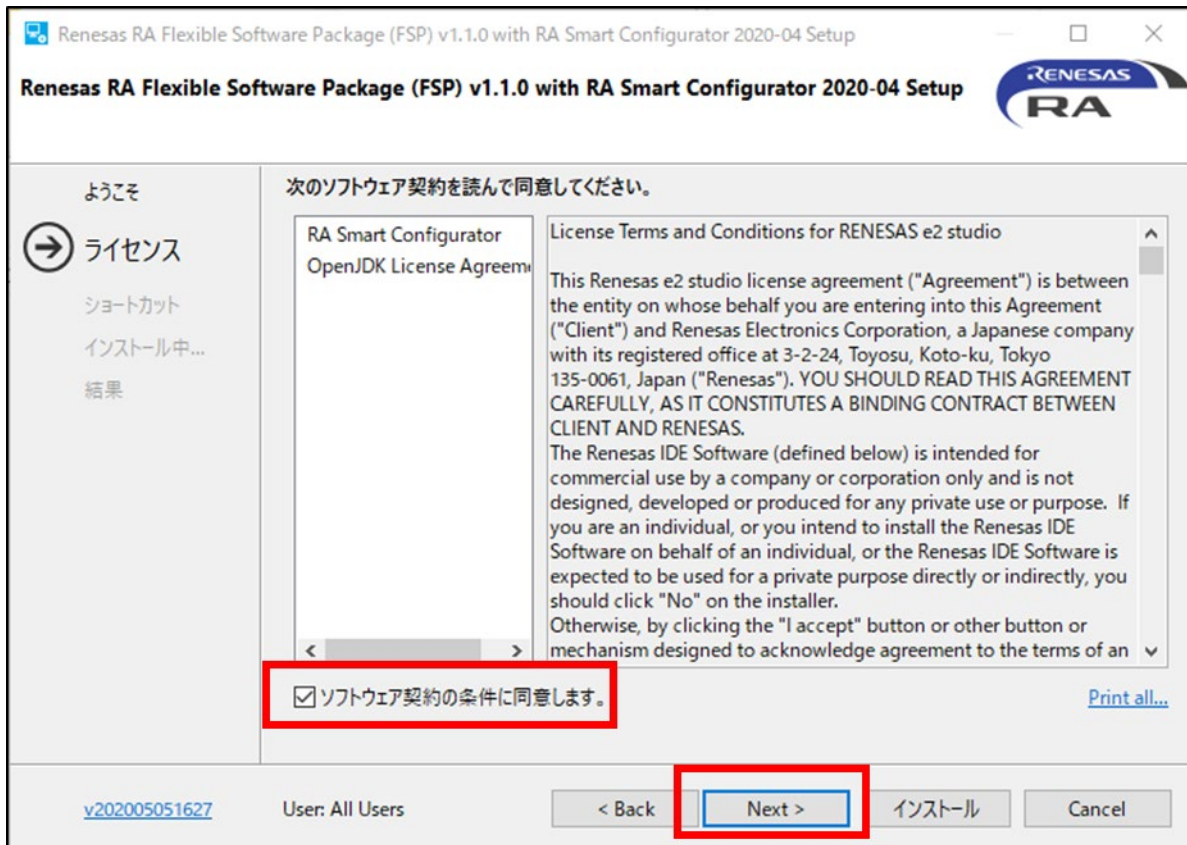 Renesas RA Flexible Software Package (FSP) v1.1.0 with RA Smart Configurator 2020-04 Setup
Renesas RA Flexible Software Package (FSP) v1.1.0 with RA Smart Configurator 2020-04 Setup
RENESAS
RA
ようこそ
ライセンス
ショートカット
インストール中...
結果
次のソフトウェア契約を読んで同意してください。
RA Smart Configurator
OpenJDK License Agreem
License Terms and Conditions for RENESAS e2 studio
This Renesas e2 studio license agreement ("Agreement") is between
the entity on whose behalf you are entering into this Agreement
("Client") and Renesas Electronics Corporation, a Japanese company
with its registered office at 3-2-24, Toyosu, Koto-ku, Tokyo
135-0061, Japan ("Renesas"). YOU SHOULD READ THIS AGREEMENT
CAREFULLY, AS IT CONSTITUTES A BINDING CONTRACT BETWEEN
CLIENT AND RENESAS.
The Renesas IDE Software (defined below) is intended for
commercial use by a company or corporation only and is not
designed, developed or produced for any private use or purpose. If
you are an individual, or you intend to install the Renesas IDE
Software on behalf of an individual, or the Renesas IDE Software is
expected to be used for a private purpose directly or indirectly, you
should click "No" on the installer.
Otherwise, by clicking the "I accept" button or other button or
mechanism designed to acknowledge agreement to the terms of an
ソフトウェア契約の条件に同意します。
Print all...
v202005051627
User: All Users
< Back
Next >
インストール
Cancel